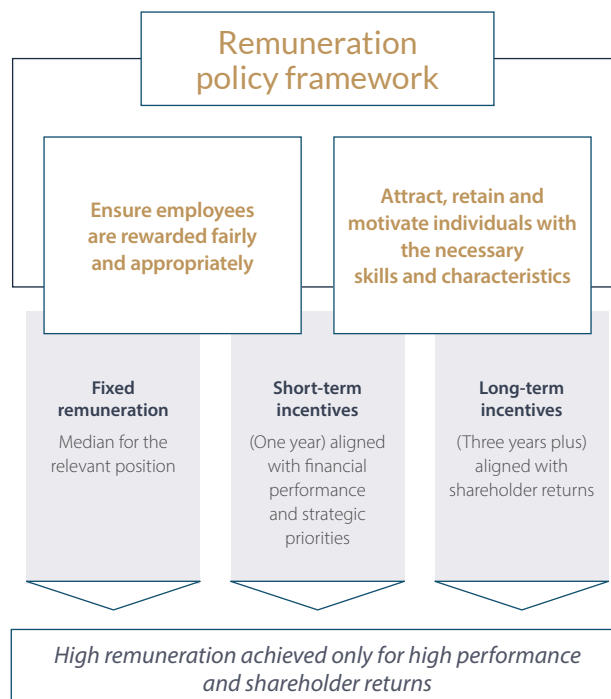 Remuneration
policy framework
Ensure employees
are rewarded fairly
and appropriately
Attract, retain and
motivate individuals with
the necessary
skills and characteristics
Fixed
remuneration
Median for the
relevant position
Short-term
incentives
(One year) aligned
with financial
performance
and strategic
priorities
Long-term
incentives
(Three years plus)
aligned with
shareholder returns
High remuneration achieved only for high performance
and shareholder returns